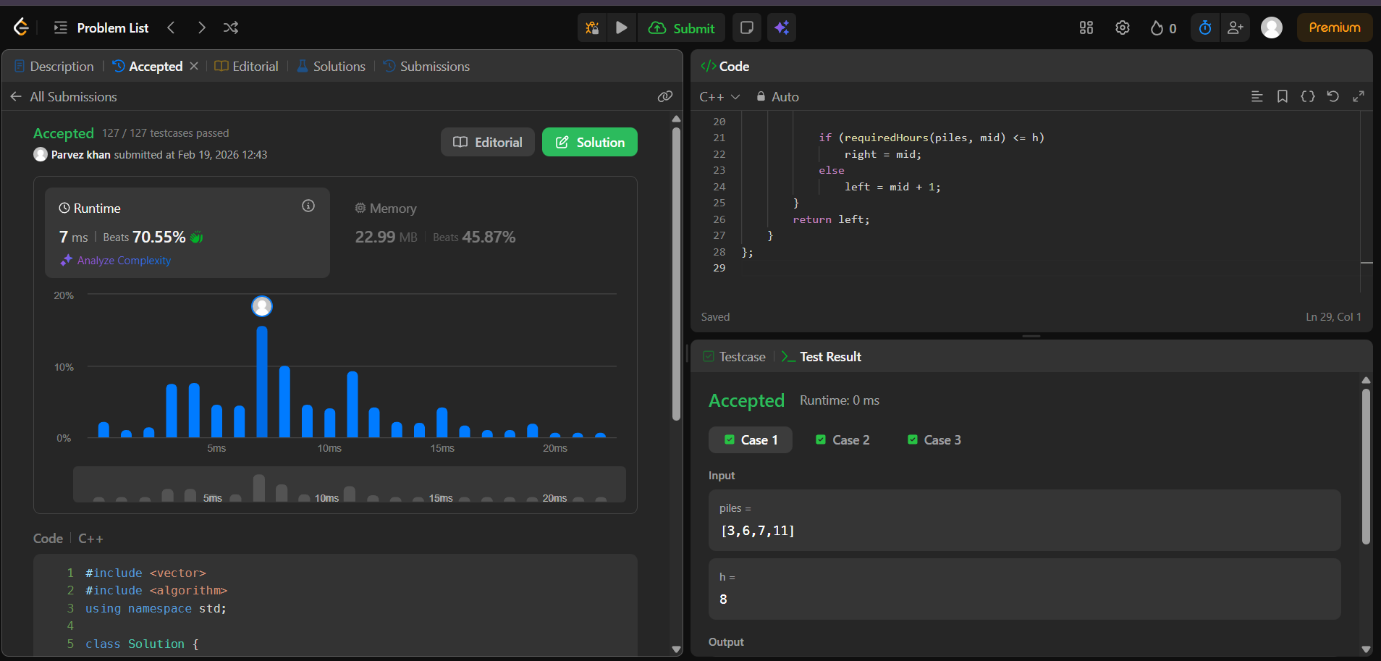 Problem List
Submit
0
Premium
Description
Accepted
Editorial
Solutions
Submissions
All Submissions
Accepted 127 / 127 testcases passed
Parvez khan submitted at Feb 19, 2026 12:43
Editorial
Solution
Runtime
7 ms | Beats 70.55%
Analyze Complexity
Memory
22.99 MB | Beats 45.87%
20%
10%
0%
5ms 10ms 15ms 20ms
5ms 10ms 15ms 20ms
Code | C++
1 #include <vector>
2 #include <algorithm>
3 using namespace std;
4
5 class Solution {
</> Code
C++ Auto
20
21 if (requiredHours(piles, mid) <= h)
22 right = mid;
23 else
24 left = mid + 1;
25 }
26 return left;
27 }
28 };
29
Saved
Ln 29, Col 1
Testcase
>_ Test Result
Accepted Runtime: 0 ms
Case 1
Case 2
Case 3
Input
piles =
[3,6,7,11]
h =
8
Output